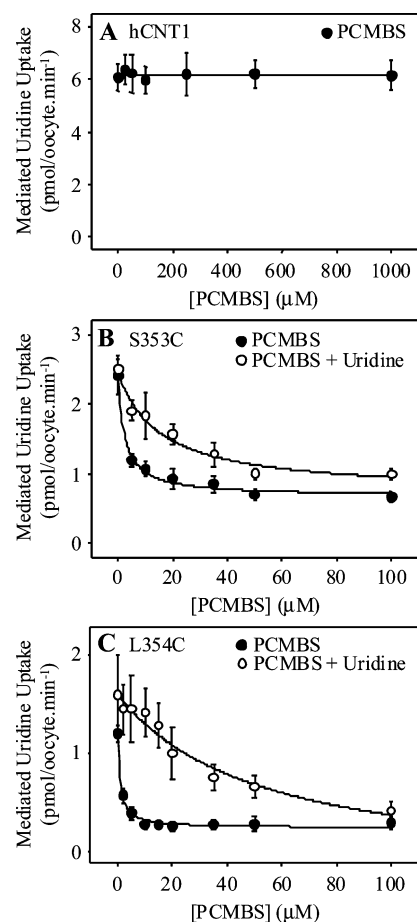 A hCNT1 PCMBS
Mediated Uridine Uptake
(pmol/oocyte.min⁻¹)
8
6
4
2
0
0 200 400 600 800 1000
[PCMBS] (µM)
B S353C PCMBS
PCMBS + Uridine
Mediated Uridine Uptake
(pmol/oocyte.min⁻¹)
3
2
1
0
0 20 40 60 80 100
[PCMBS] (µM)
C L354C PCMBS
PCMBS + Uridine
Mediated Uridine Uptake
(pmol/oocyte.min⁻¹)
2
1
0
0 20 40 60 80 100
[PCMBS] (µM)